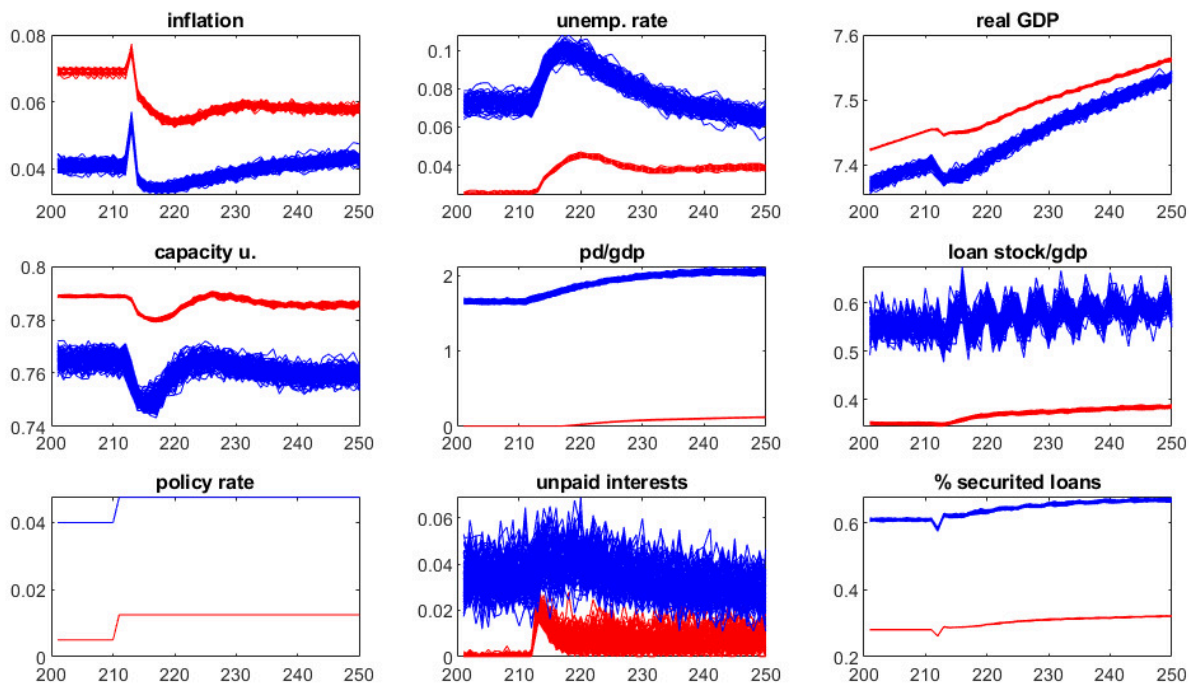 inflation
0.08
0.06
0.04
200 210 220 230 240 250
unemp. rate
0.1
0.08
0.06
0.04
200 210 220 230 240 250
real GDP
7.6
7.5
7.4
200 210 220 230 240 250
capacity u.
0.8
0.78
0.76
0.74
200 210 220 230 240 250
pd/gdp
2
1
0
200 210 220 230 240 250
loan stock/gdp
0.6
0.5
0.4
200 210 220 230 240 250
policy rate
0.04
0.02
0
200 210 220 230 240 250
unpaid interests
0.06
0.04
0.02
0
200 210 220 230 240 250
% securited loans
0.6
0.4
0.2
200 210 220 230 240 250